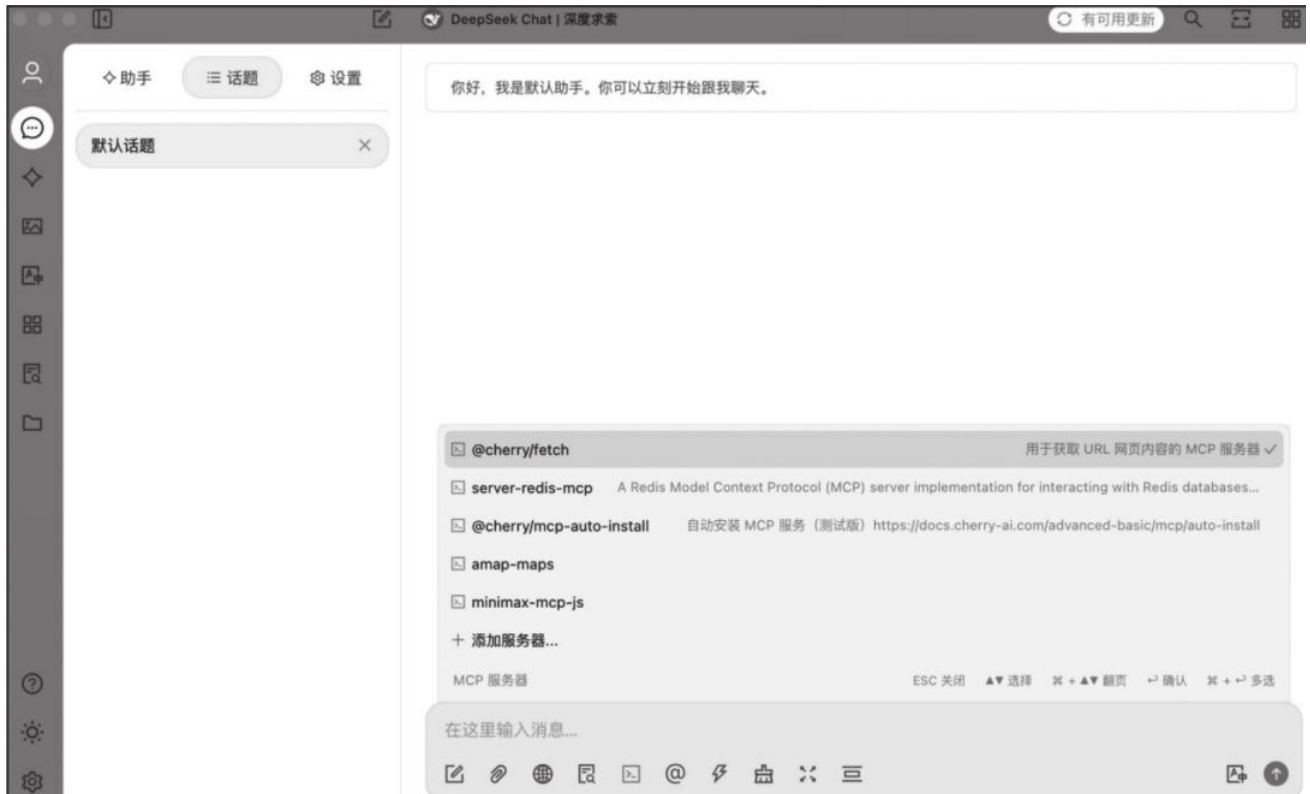 DeepSeek Chat | 深度求索
有可用更新
助手 话题 设置
默认话题
你好，我是默认助手。你可以立刻开始跟我聊天。
@cherry/fetch 用于获取 URL 网页内容的 MCP 服务器
server-redis-mcp A Redis Model Context Protocol (MCP) server implementation for interacting with Redis databases...
@cherry/mcp-auto-install 自动安装 MCP 服务（测试版）https://docs.cherry-ai.com/advanced-basic/mcp/auto-install
amap-maps
minimax-mcp-js
+ 添加服务器...
MCP 服务器 ESC 关闭 ▲▼ 选择 ⌘ + ▲▼ 翻页 ↩ 确认 ⌘ + ↩ 多选
在这里输入消息...